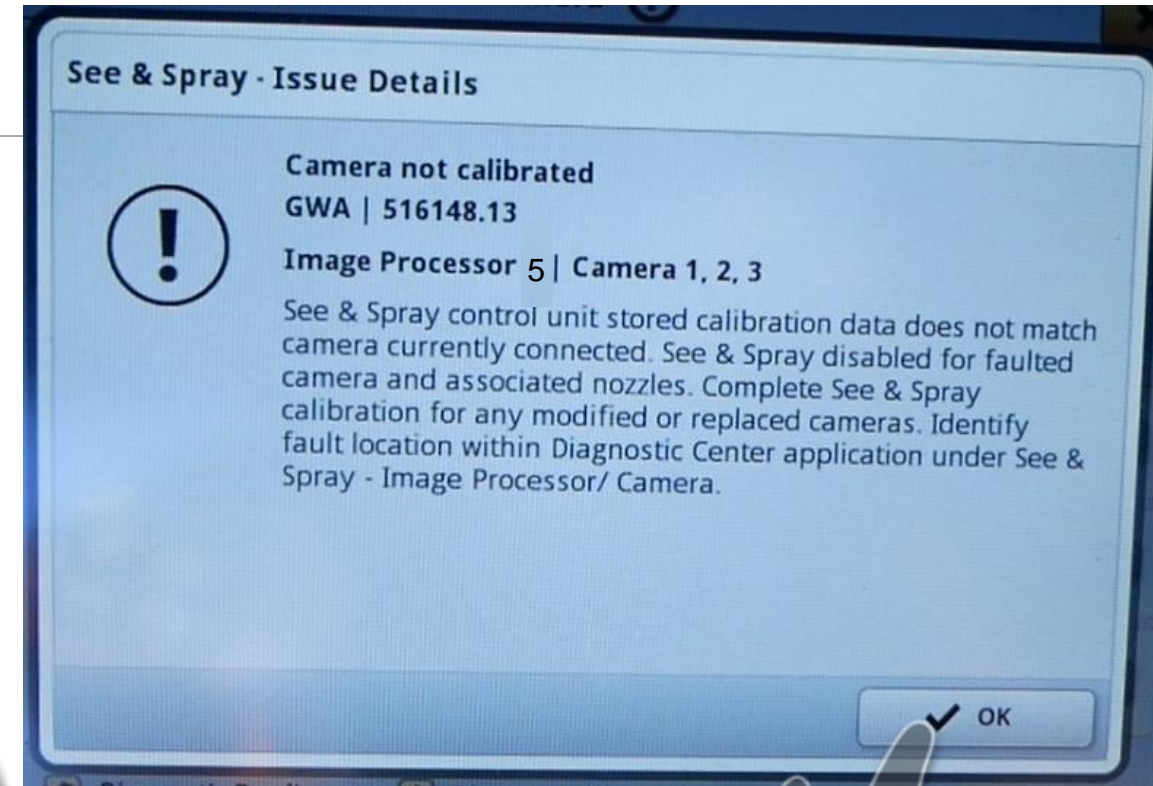 See & Spray - Issue Details
Camera not calibrated
GWA | 516148.13
Image Processor 5 | Camera 1, 2, 3
See & Spray control unit stored calibration data does not match
camera currently connected. See & Spray disabled for faulted
camera and associated nozzles. Complete See & Spray
calibration for any modified or replaced cameras. Identify
fault location within Diagnostic Center application under See &
Spray - Image Processor/ Camera.
OK